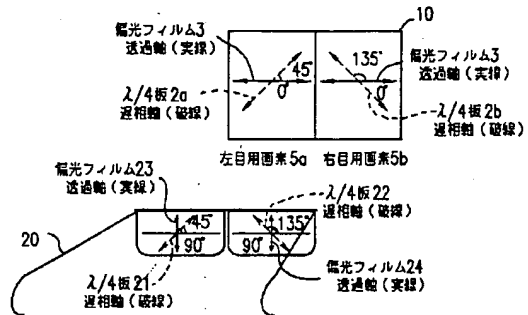 10
偏光フィルム3
透過軸(実線)
45°
0°
λ/4板2a
遅相軸(破線)
135°
0°
偏光フィルム3
透過軸(実線)
λ/4板2b
遅相軸(破線)
左目用画素5a
右目用画素5b
偏光フィルム23
透過軸(実線)
λ/4板22
遅相軸(破線)
20
45°
90°
135°
90°
λ/4板21
遅相軸(破線)
偏光フィルム24
透過軸(実線)